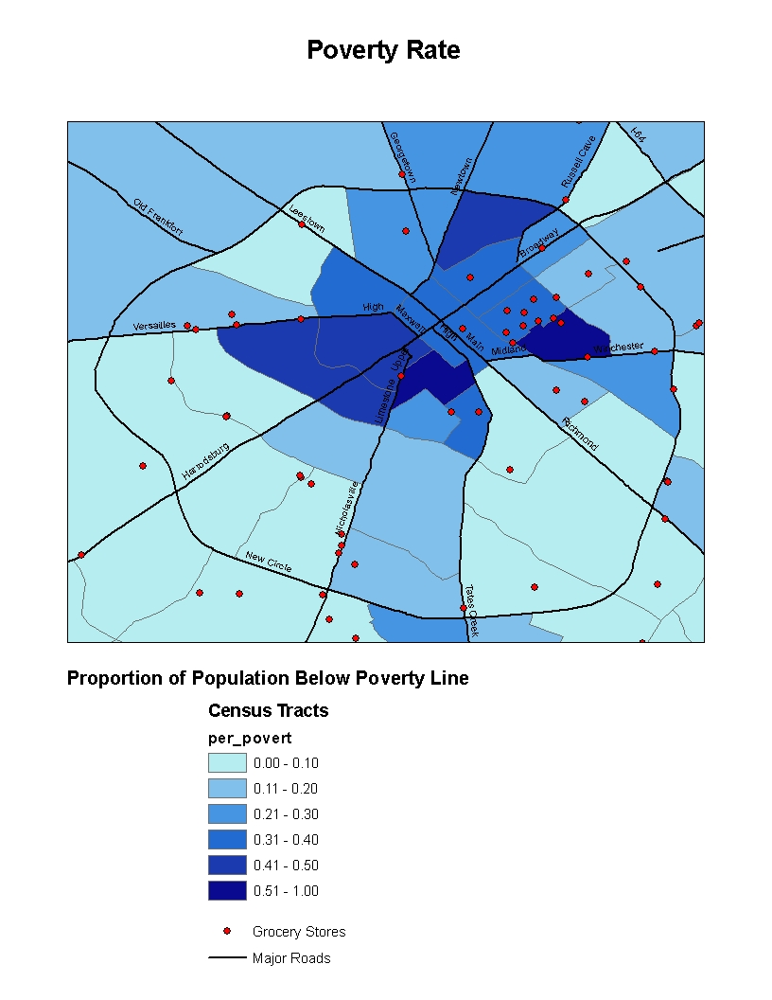 Poverty Rate
Georgetown
Newtown
Russell Cave
I-64
Old Frankfort
Leestown
Broadway
Versailles
High
Maxwell
High
Main
Midland
Winchester
Upper
Limestone
Richmond
Harrodsburg
Nicholasville
New Circle
Tates Creek
Proportion of Population Below Poverty Line
Census Tracts
per_povert
0.00 - 0.10
0.11 - 0.20
0.21 - 0.30
0.31 - 0.40
0.41 - 0.50
0.51 - 1.00
Grocery Stores
Major Roads